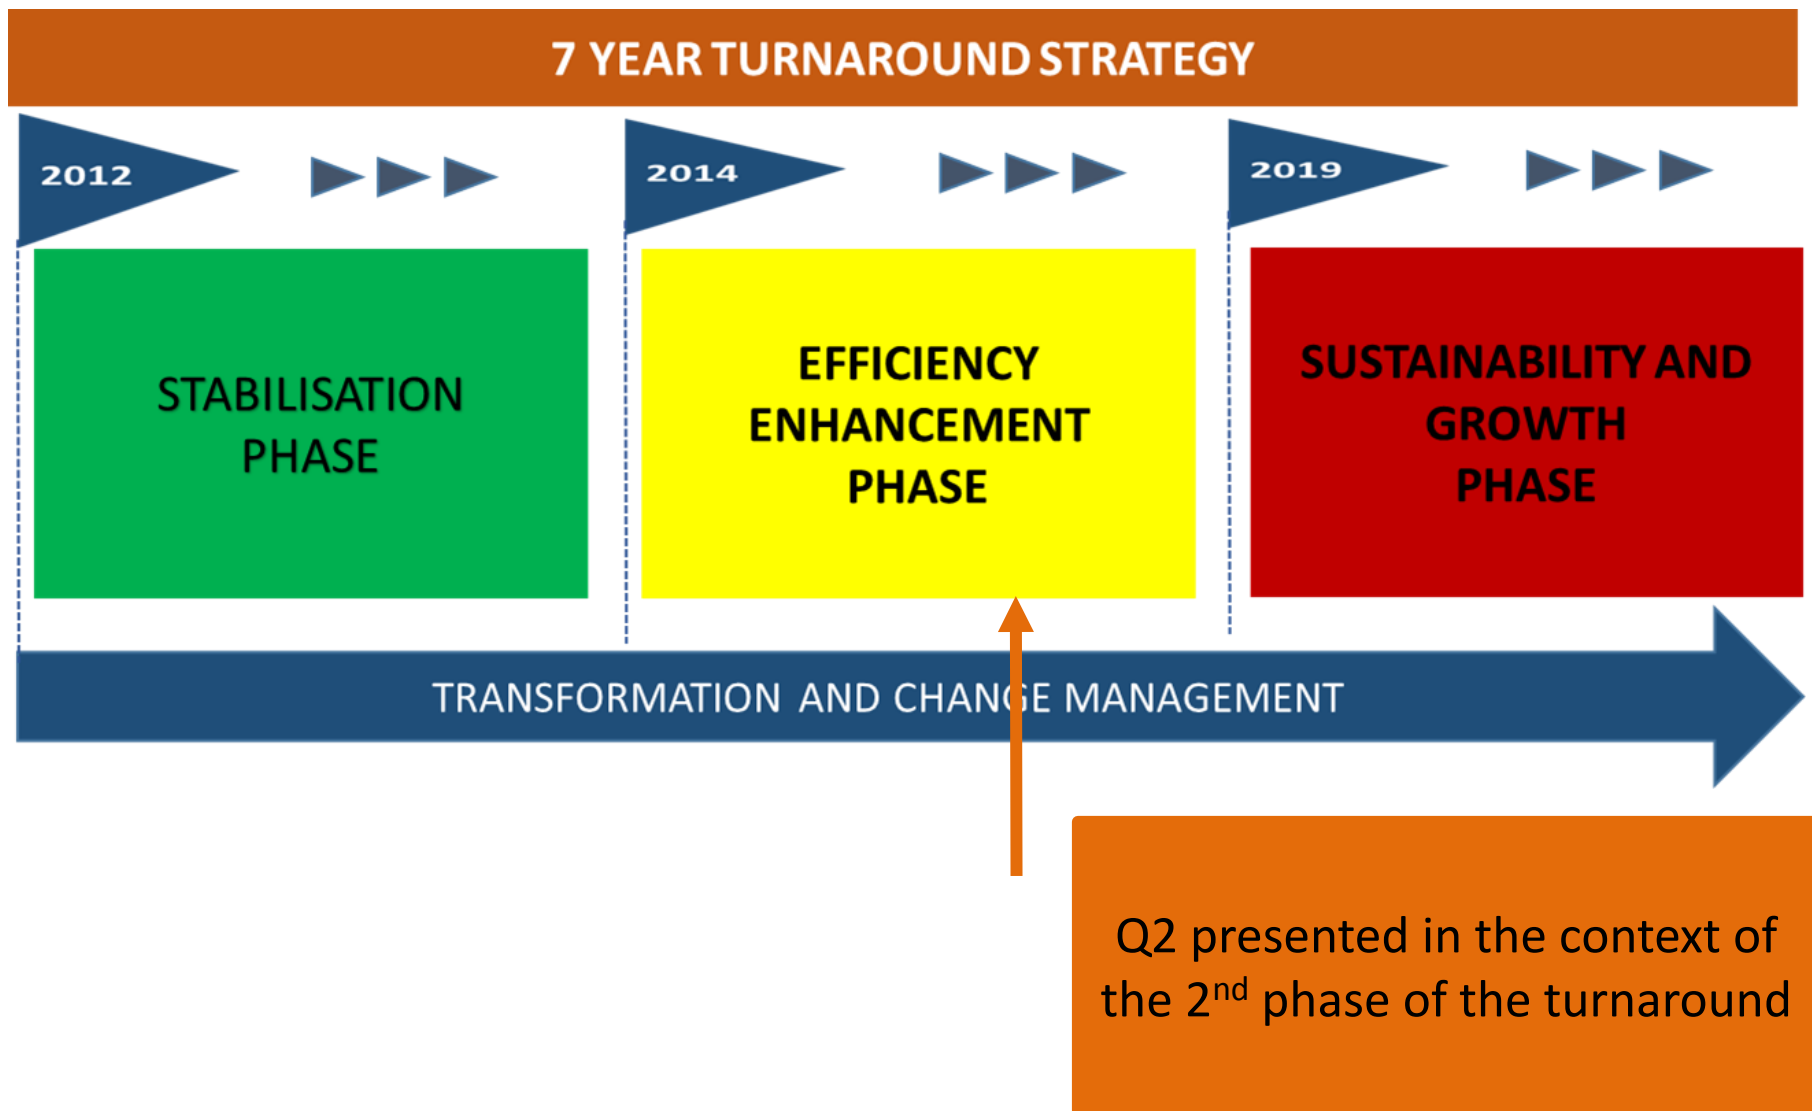 7 YEAR TURNAROUND STRATEGY
2012
2014
2019
STABILISATION
PHASE
EFFICIENCY
ENHANCEMENT
PHASE
SUSTAINABILITY AND
GROWTH
PHASE
TRANSFORMATION AND CHANGE MANAGEMENT
Q2 presented in the context of
the 2nd phase of the turnaround